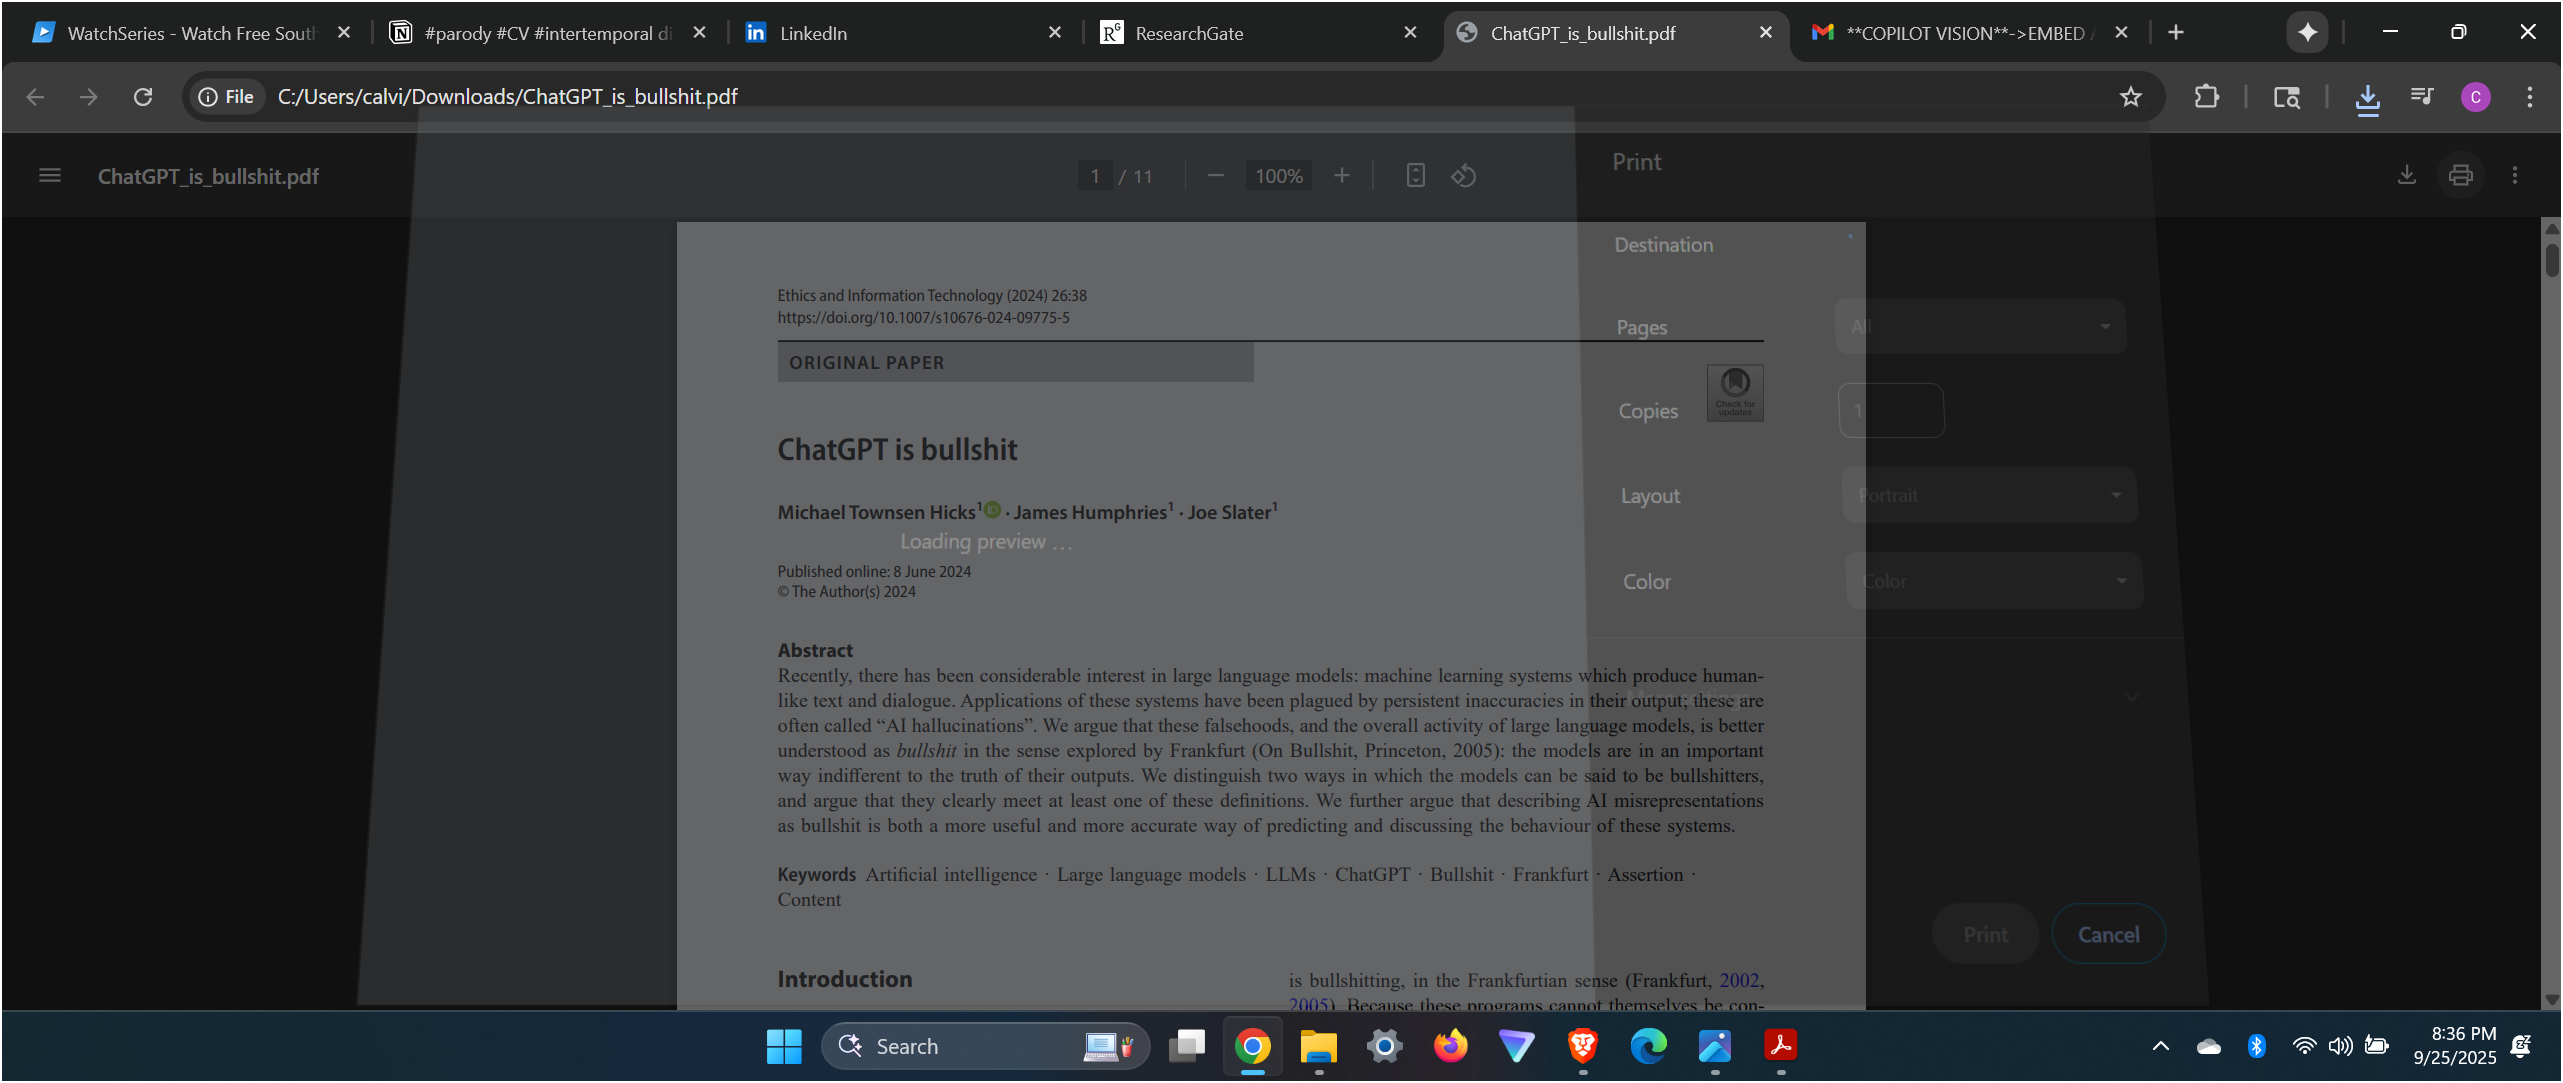 WatchSeries - Watch Free South
#parody #CV #intertemporal di
LinkedIn
ResearchGate
ChatGPT_is_bullshit.pdf
**COPILOT VISION**->EMBED A
File
C:/Users/calvi/Downloads/ChatGPT_is_bullshit.pdf
C
ChatGPT_is_bullshit.pdf
1 / 11
100%
Print
Destination
Pages
All
Copies
1
Layout
Portrait
Color
Color
More settings
Print
Cancel
Loading preview ...
Ethics and Information Technology (2024) 26:38
https://doi.org/10.1007/s10676-024-09775-5
ORIGINAL PAPER
Check for
updates
ChatGPT is bullshit
Michael Townsen Hicks¹ · James Humphries¹ · Joe Slater¹
Published online: 8 June 2024
© The Author(s) 2024
Abstract
Recently, there has been considerable interest in large language models: machine learning systems which produce human-
like text and dialogue. Applications of these systems have been plagued by persistent inaccuracies in their output; these are
often called “AI hallucinations”. We argue that these falsehoods, and the overall activity of large language models, is better
understood as bullshit in the sense explored by Frankfurt (On Bullshit, Princeton, 2005): the models are in an important
way indifferent to the truth of their outputs. We distinguish two ways in which the models can be said to be bullshitters,
and argue that they clearly meet at least one of these definitions. We further argue that describing AI misrepresentations
as bullshit is both a more useful and more accurate way of predicting and discussing the behaviour of these systems.
Keywords Artificial intelligence · Large language models · LLMs · ChatGPT · Bullshit · Frankfurt · Assertion ·
Content
Introduction
is bullshitting, in the Frankfurtian sense (Frankfurt, 2002,
2005). Because these programs cannot themselves be con-
Search
8:36 PM
9/25/2025